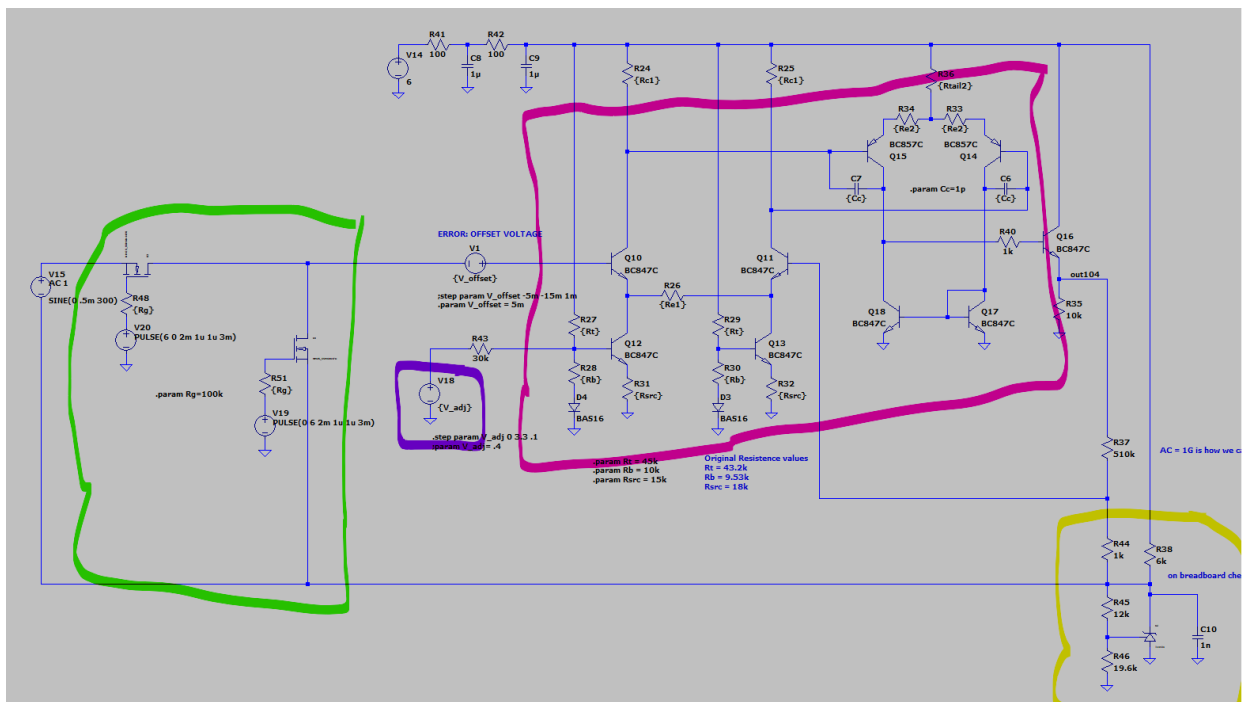 R41
100
R42
100
V14
6
C8
1µ
C9
1µ
R24
{Rc1}
R25
{Rc1}
R36
{Rtail2}
R34
{Re2}
R33
{Re2}
BC857C
Q15
BC857C
Q14
C7
{Cc}
.param Cc=1p
C6
{Cc}
R40
1k
Q16
BC847C
out104
R35
10k
ERROR: OFFSET VOLTAGE
V1
{V_offset}
;step param V_offset -5m -15m 1m
.param V_offset = 5m
Q10
BC847C
Q11
BC847C
R26
{Re1}
V15
AC 1
SINE(0 .5m 300)
R48
{Rg}
V20
PULSE(6 0 2m 1u 1u 3m)
R51
{Rg}
.param Rg=100k
V19
PULSE(0 6 2m 1u 1u 3m)
R27
{Rt}
R29
{Rt}
Q18
BC847C
Q17
BC847C
R43
30k
Q12
BC847C
Q13
BC847C
R28
{Rb}
R30
{Rb}
R31
{Rsrc}
R32
{Rsrc}
V18
{V_adj}
D4
BAS16
D3
BAS16
.step param V_adj 0 3.3 .1
.param V_adj= .4
.param Rt = 45k
.param Rb = 10k
.param Rsrc = 15k
Original Resistence values
Rt = 43.2k
Rb = 9.53k
Rsrc = 18k
R37
510k
AC = 1G is how we c
R44
1k
R38
6k
on breadboard che
R45
12k
R46
19.6k
C10
1n